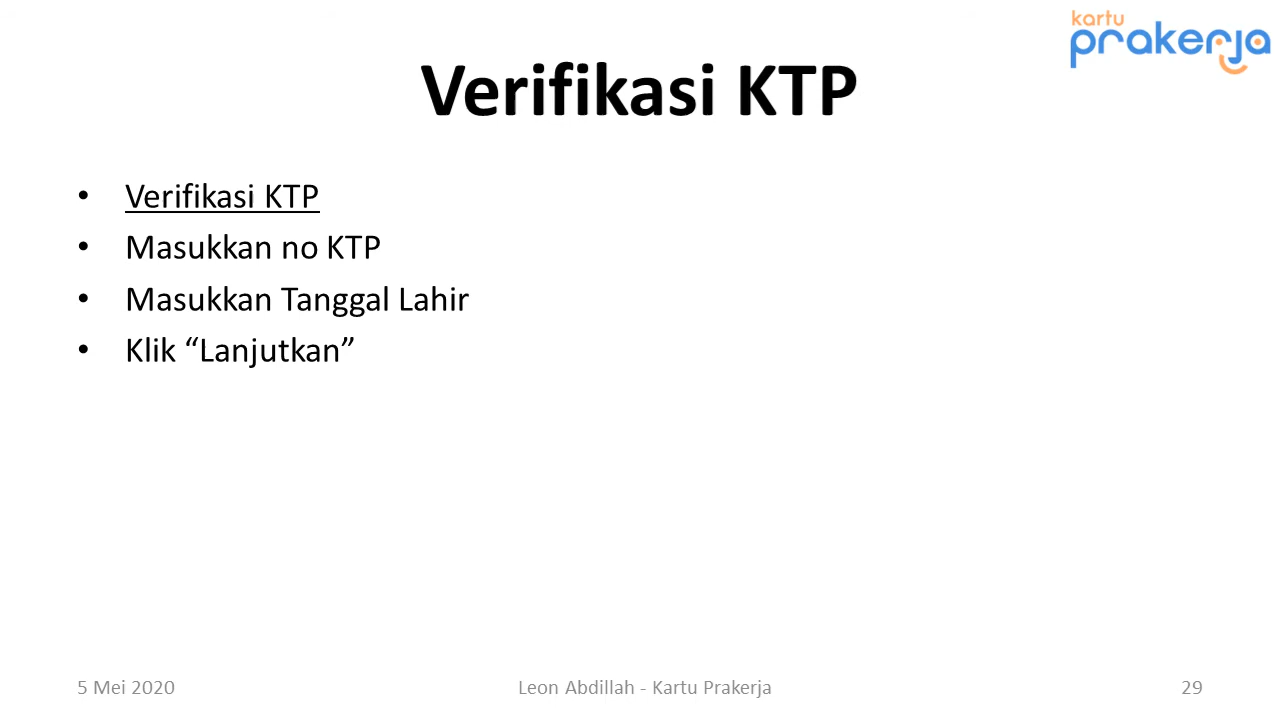 kartu
prakerja
Verifikasi KTP
• Verifikasi KTP
• Masukkan no KTP
• Masukkan Tanggal Lahir
• Klik “Lanjutkan”
5 Mei 2020
Leon Abdillah - Kartu Prakerja
29